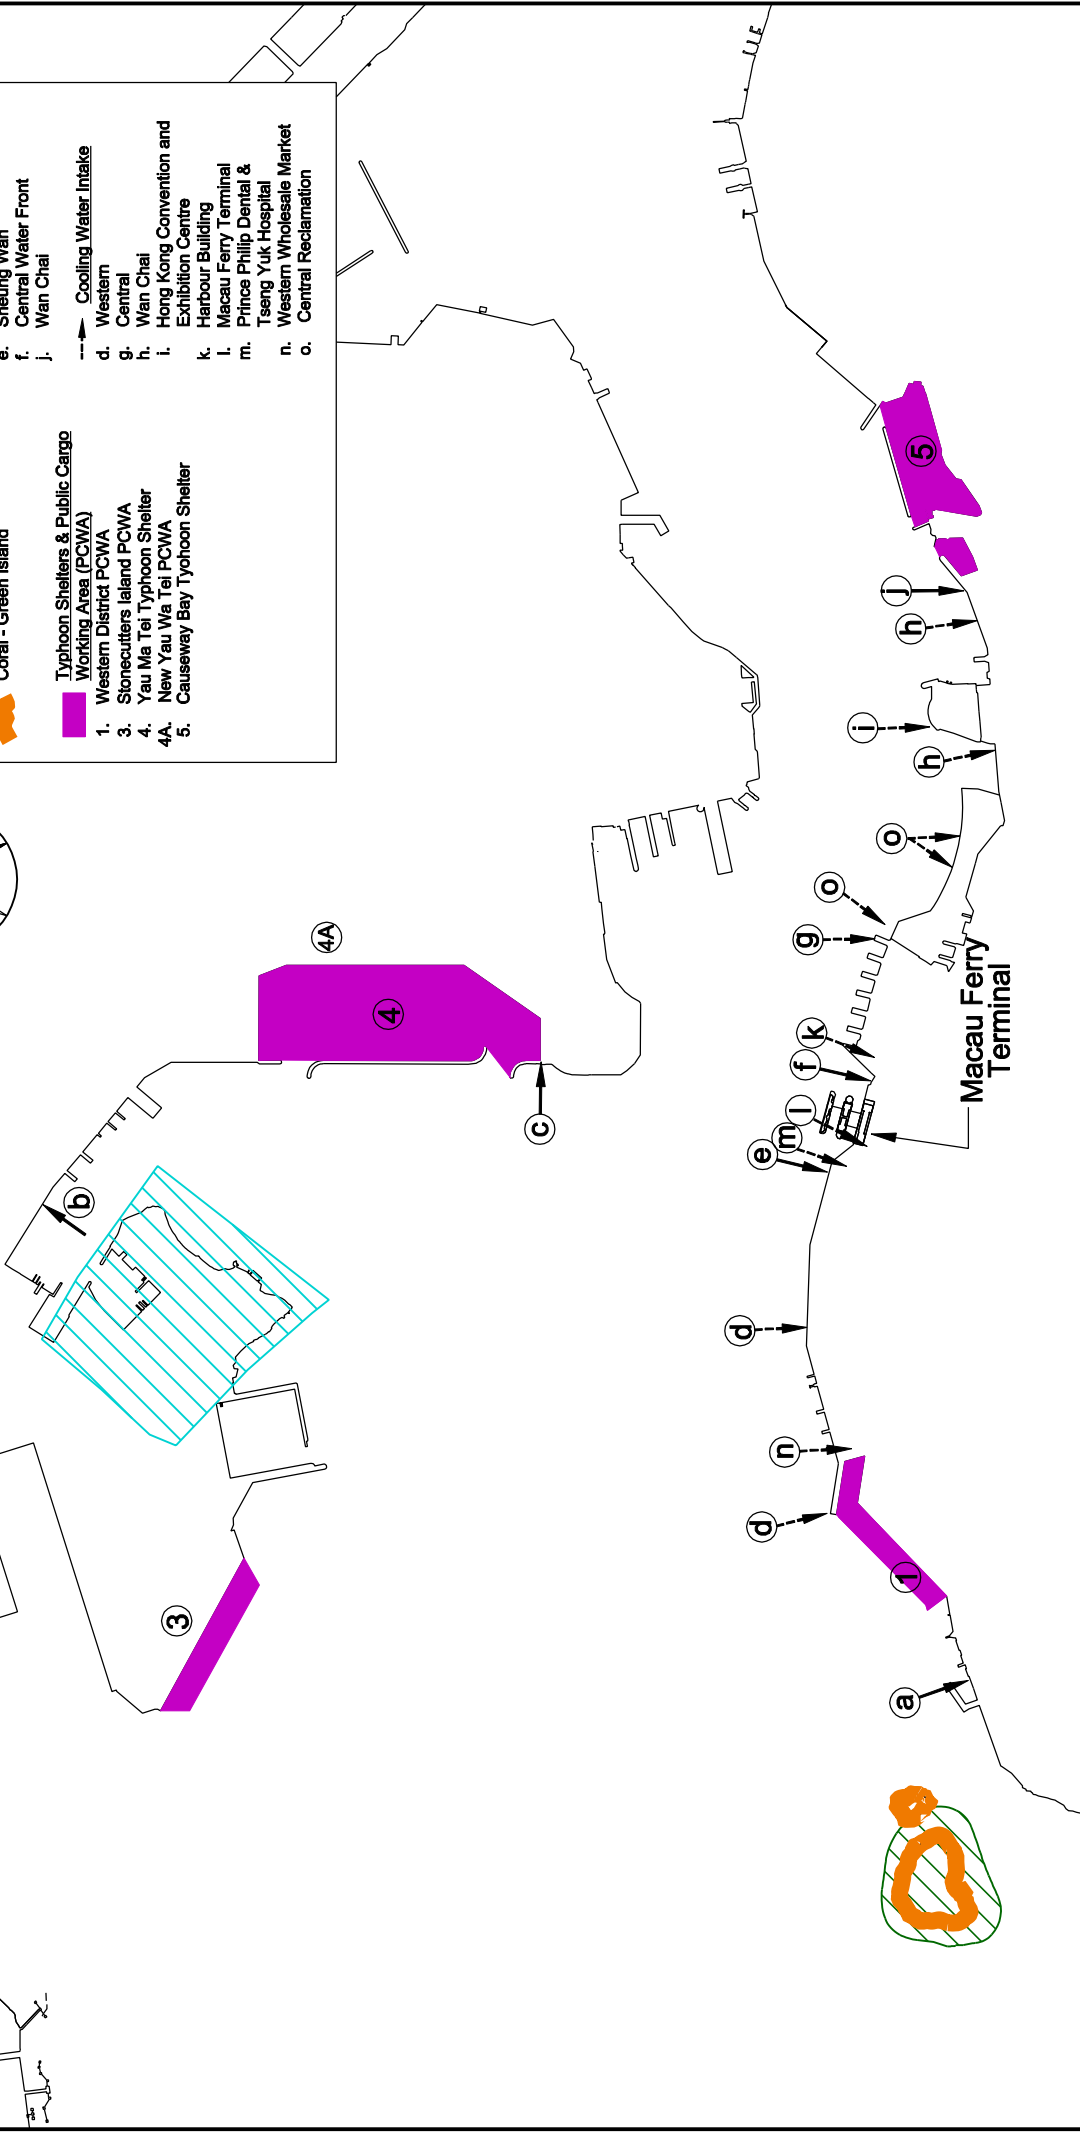 Coral - Green Island
Typhoon Shelters & Public Cargo
Working Area (PCWA)
1. Western District PCWA
3. Stonecutters Island PCWA
4. Yau Ma Tei Typhoon Shelter
4A. New Yau Wa Tei PCWA
5. Causeway Bay Tyohoon Shelter
e. Sheung Wan
f. Central Water Front
j. Wan Chai
Cooling Water Intake
d. Western
g. Central
h. Wan Chai
i. Hong Kong Convention and
Exhibition Centre
k. Harbour Building
l. Macau Ferry Terminal
m. Prince Philip Dental &
Tseng Yuk Hospital
n. Western Wholesale Market
o. Central Reclamation
3
b
4A
4
c
a
1
d
n
d
e
m
l
f
k
Macau Ferry
Terminal
g
o
o
h
i
h
j
5